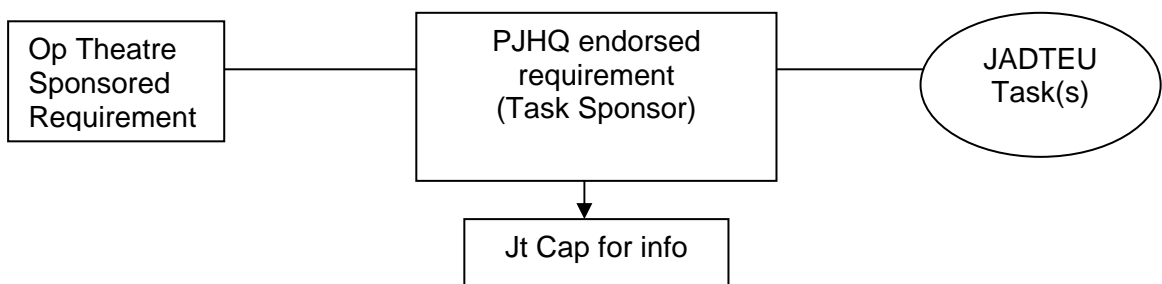 Op Theatre
Sponsored
Requirement
PJHQ endorsed
requirement
(Task Sponsor)
JADTEU
Task(s)
Jt Cap for info